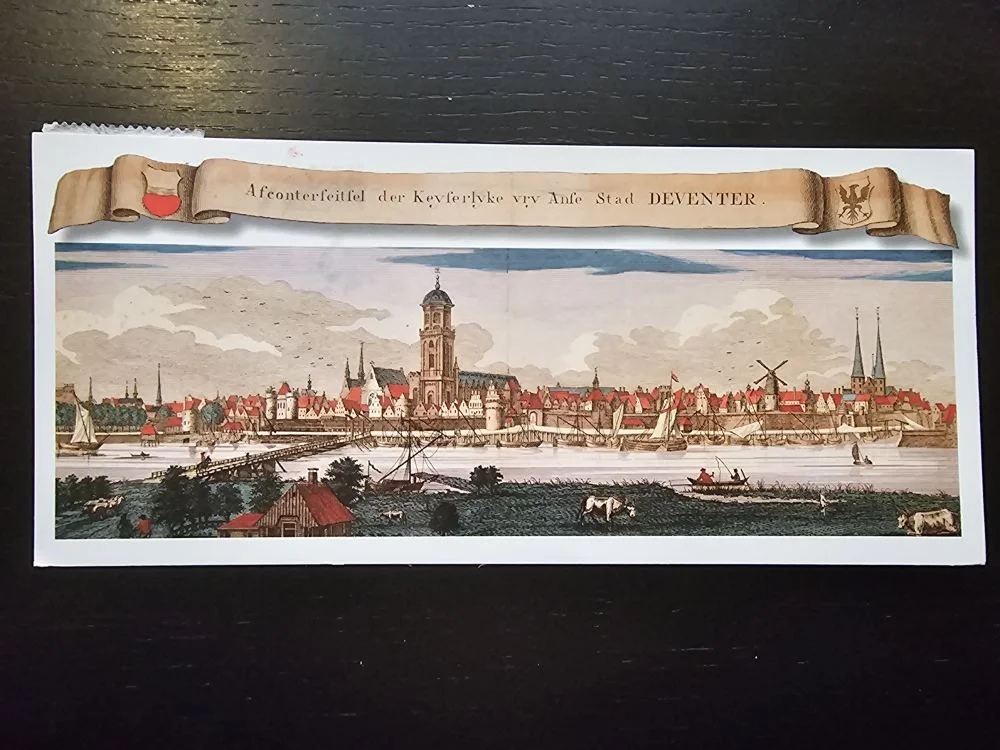 Afconterfeitſel der Keyſerlyke vry Anſe Stad DEVENTER.